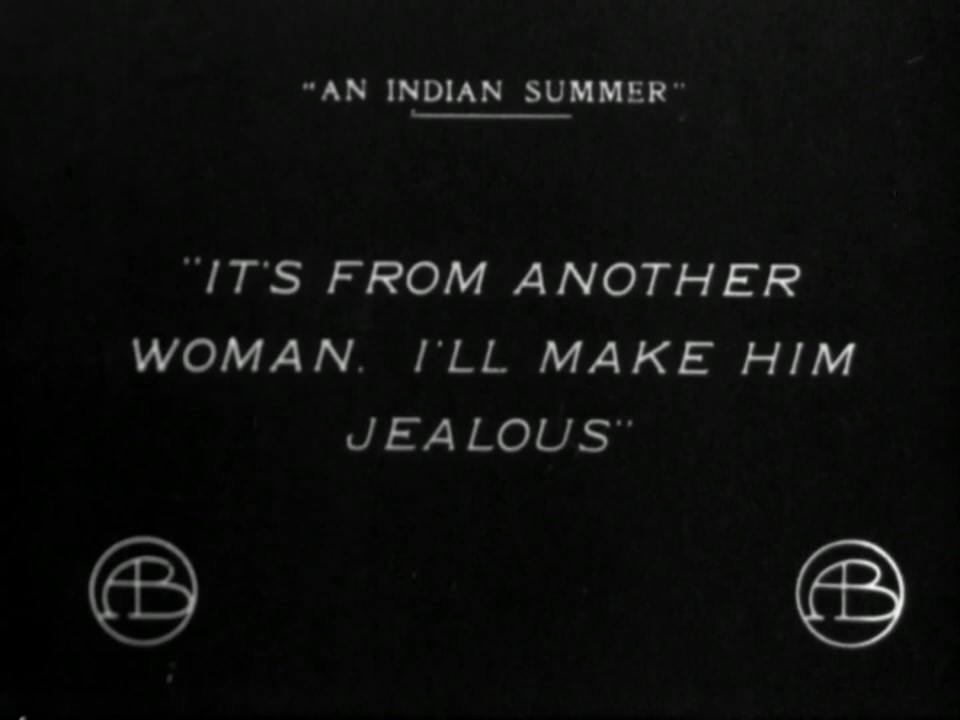 "AN INDIAN SUMMER"
"IT'S FROM ANOTHER
WOMAN. I'LL MAKE HIM
JEALOUS"
AB AB